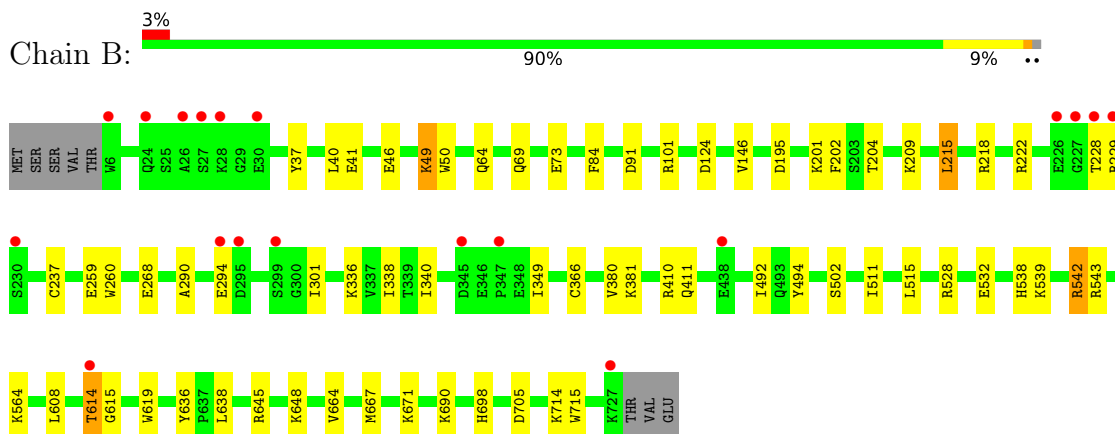 3%
Chain B:
90% 9% ••
MET SER SER VAL THR W6 Q24 S25 A26 S27 K28 G29 E30 Y37 L40 E41 E46 K49 W50 Q64 Q69 E73 F84 D91 R101 D124 V146 D195 K201 F202 S203 T204 K209 L215 R218 R222 E226 G227 T228 R229
S230 C237 E259 W260 E268 A290 E294 D295 S299 G300 I301 K336 V337 I338 T339 I340 D345 E346 P347 E348 I349 C366 V380 K381 R410 Q411 E438 I492 Q493 Y494 S502 I511 L515 R528 E532 H538 K539 R542 R543
K564 L608 T614 G615 W619 Y636 P637 L638 R645 K648 V664 M667 K671 K690 H698 D705 K714 W715 K727 THR VAL GLU